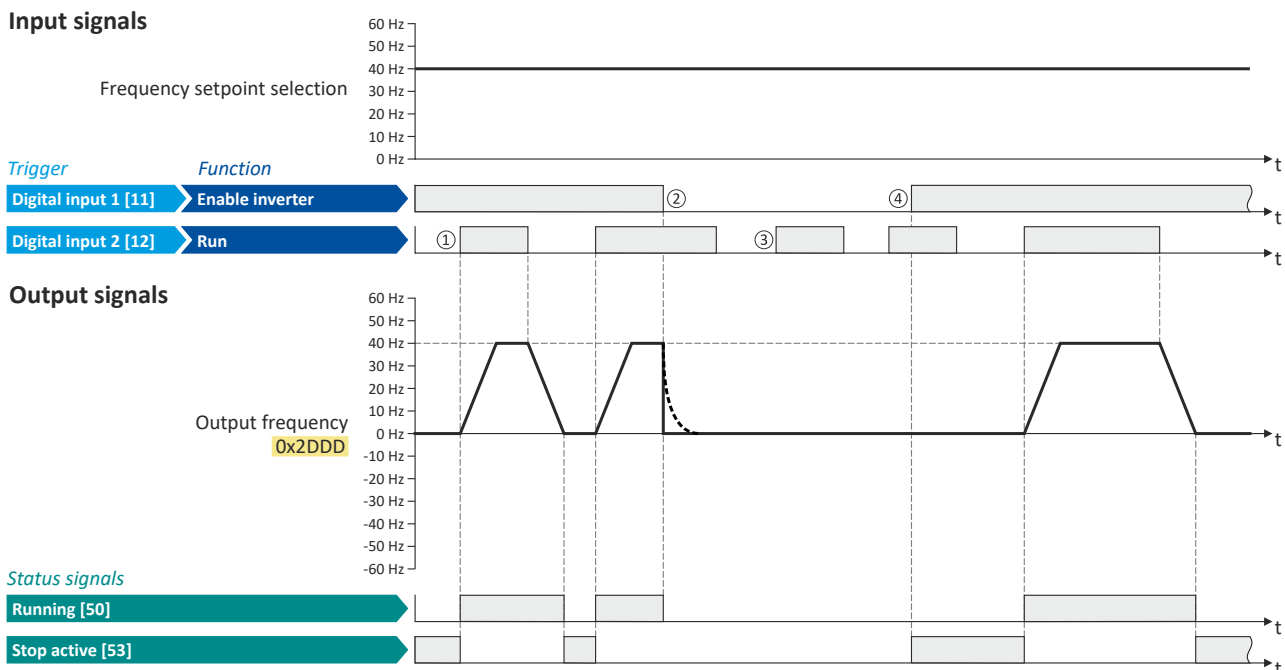 Input signals
60 Hz
50 Hz
40 Hz
Frequency setpoint selection
30 Hz
20 Hz
10 Hz
0 Hz
t
Trigger
Function
Digital input 1 [11]
Enable inverter
②
④
t
Digital input 2 [12]
Run
①
③
t
Output signals
60 Hz
50 Hz
40 Hz
30 Hz
20 Hz
10 Hz
Output frequency
0x2DDD
0 Hz
t
-10 Hz
-20 Hz
-30 Hz
-40 Hz
-50 Hz
-60 Hz
Status signals
Running [50]
t
Stop active [53]
t